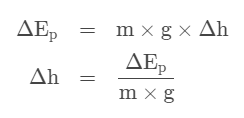 ΔEₚ = m × g × Δh
Δh = ΔEₚ / m × g